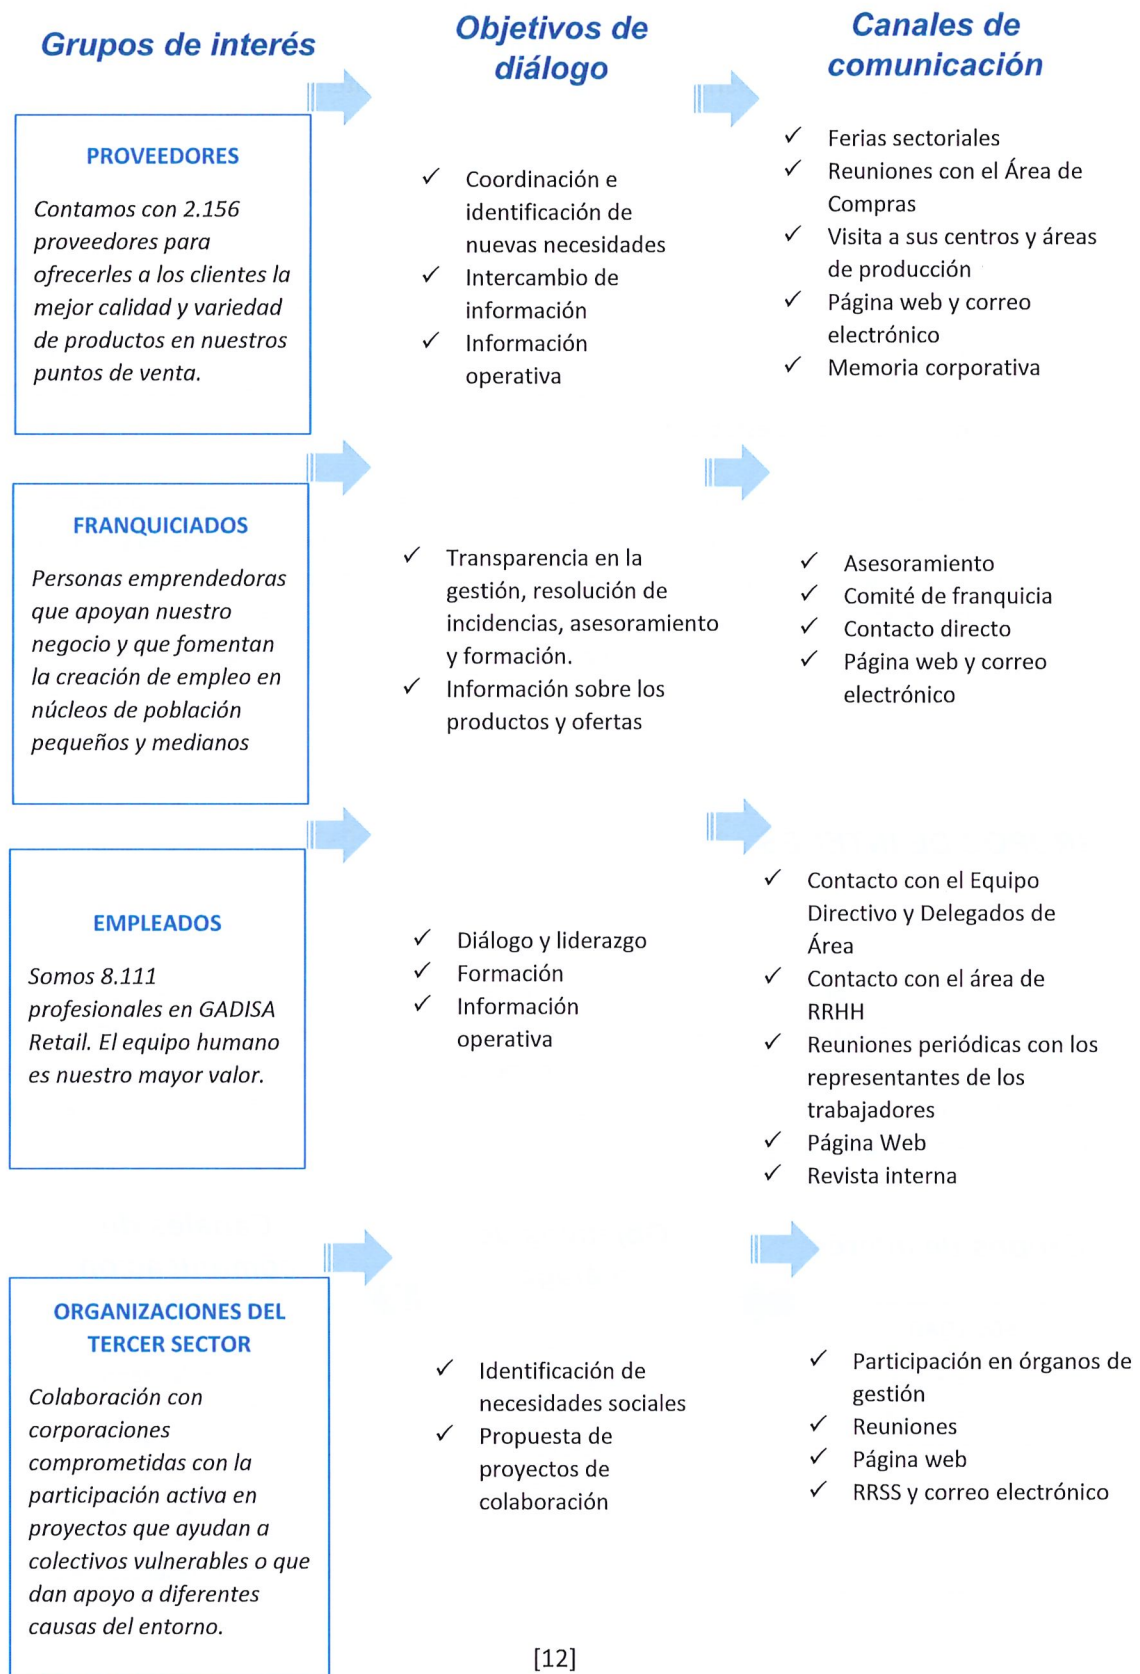 Grupos de interés
Objetivos de
diálogo
Canales de
comunicación
PROVEEDORES
Contamos con 2.156
proveedores para
ofrecerles a los clientes la
mejor calidad y variedad
de productos en nuestros
puntos de venta.
✓ Coordinación e
identificación de
nuevas necesidades
✓ Intercambio de
información
✓ Información
operativa
✓ Ferias sectoriales
✓ Reuniones con el Área de
Compras
✓ Visita a sus centros y áreas
de producción
✓ Página web y correo
electrónico
✓ Memoria corporativa
FRANQUICIADOS
Personas emprendedoras
que apoyan nuestro
negocio y que fomentan
la creación de empleo en
núcleos de población
pequeños y medianos
✓ Transparencia en la
gestión, resolución de
incidencias, asesoramiento
y formación.
✓ Información sobre los
productos y ofertas
✓ Asesoramiento
✓ Comité de franquicia
✓ Contacto directo
✓ Página web y correo
electrónico
EMPLEADOS
Somos 8.111
profesionales en GADISA
Retail. El equipo humano
es nuestro mayor valor.
✓ Diálogo y liderazgo
✓ Formación
✓ Información
operativa
✓ Contacto con el Equipo
Directivo y Delegados de
Área
✓ Contacto con el área de
RRHH
✓ Reuniones periódicas con los
representantes de los
trabajadores
✓ Página Web
✓ Revista interna
ORGANIZACIONES DEL
TERCER SECTOR
Colaboración con
corporaciones
comprometidas con la
participación activa en
proyectos que ayudan a
colectivos vulnerables o que
dan apoyo a diferentes
causas del entorno.
✓ Identificación de
necesidades sociales
✓ Propuesta de
proyectos de
colaboración
✓ Participación en órganos de
gestión
✓ Reuniones
✓ Página web
✓ RRSS y correo electrónico
[12]